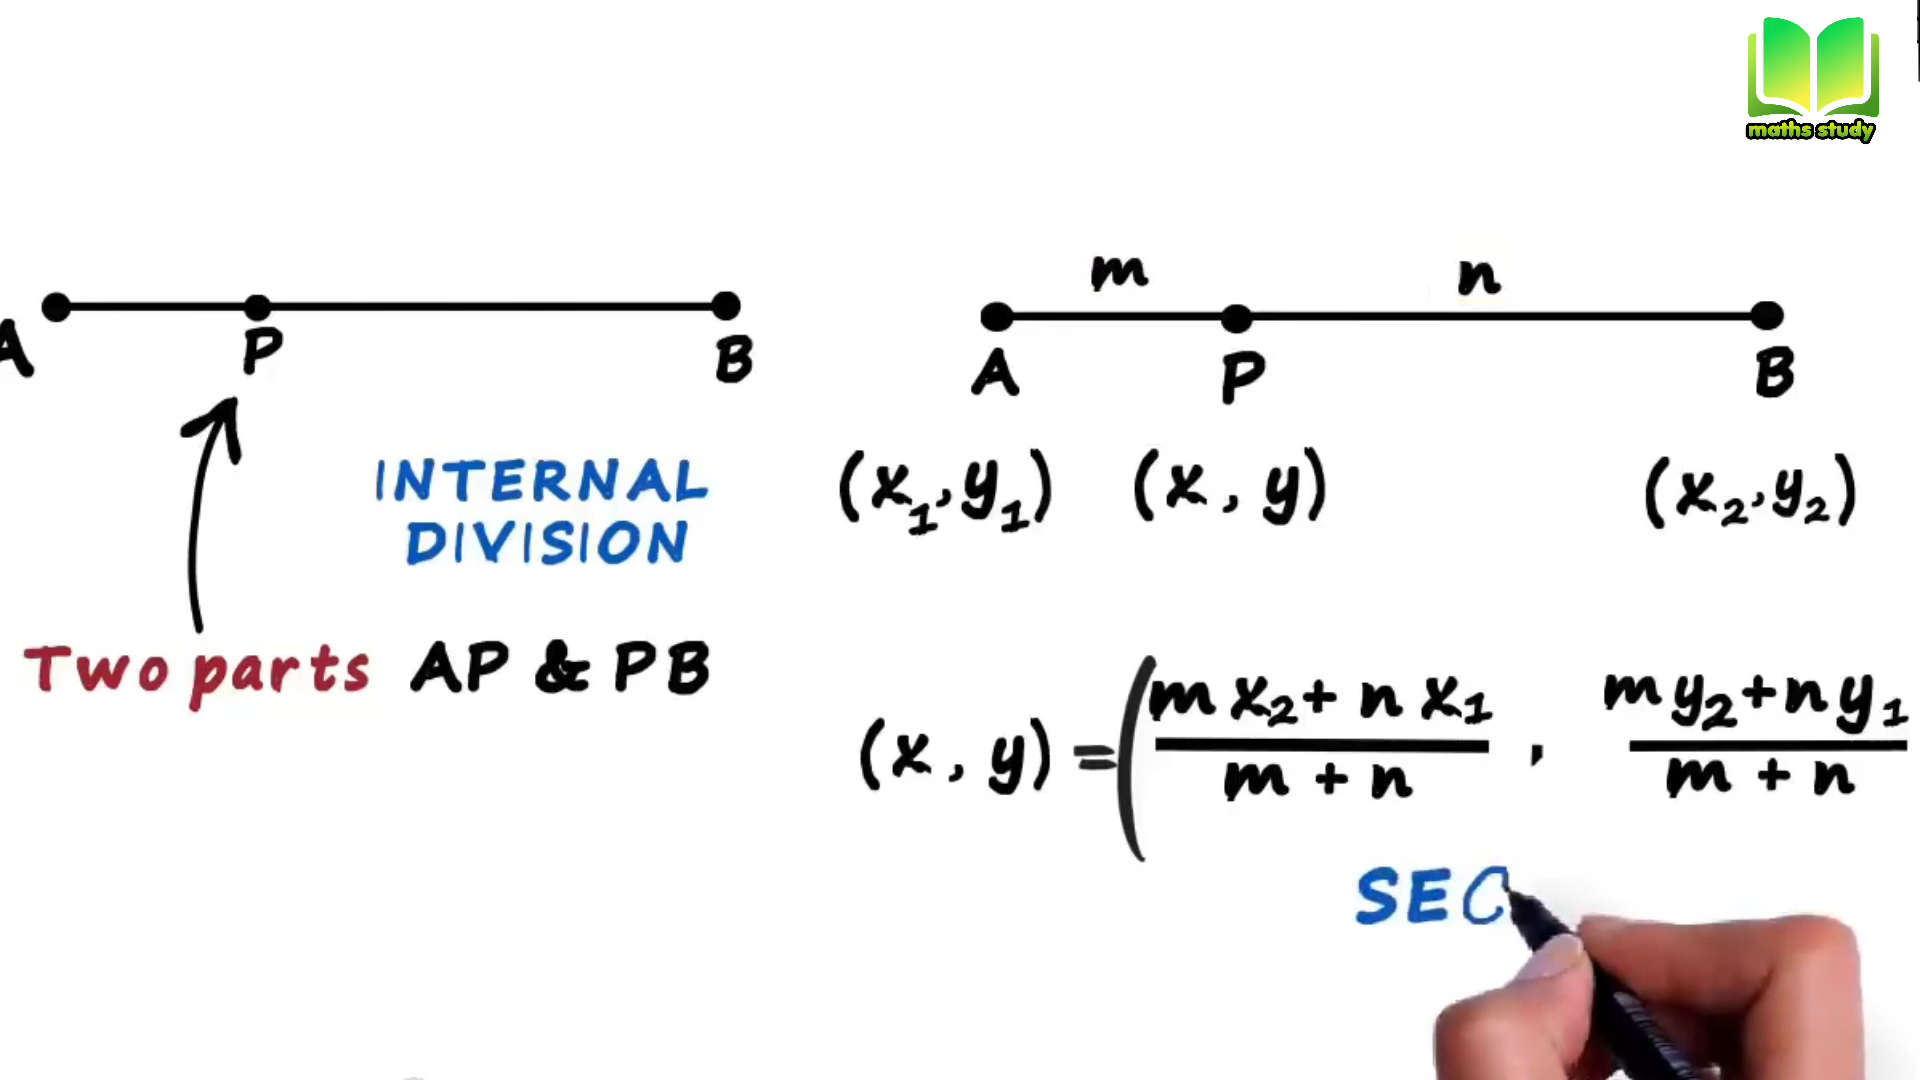 maths study
A P B
m n
A P B
(x₁,y₁) (x , y) (x₂,y₂)
INTERNAL
DIVISION
Two parts AP & PB
(x , y) = (mx₂+nx₁/m+n , my₂+ny₁/m+n
SEC